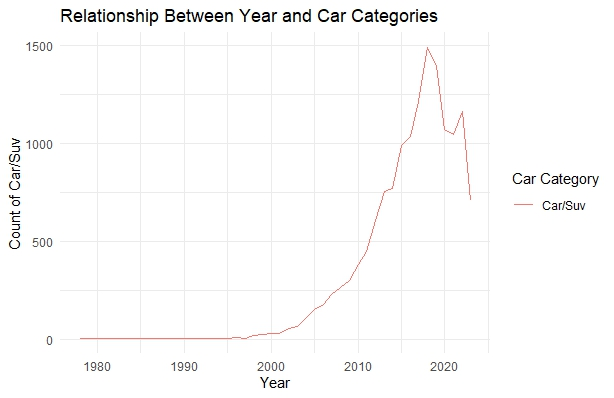 Relationship Between Year and Car Categories
1500
1000
500
0
Count of Car/Suv
1980 1990 2000 2010 2020
Year
Car Category
Car/Suv